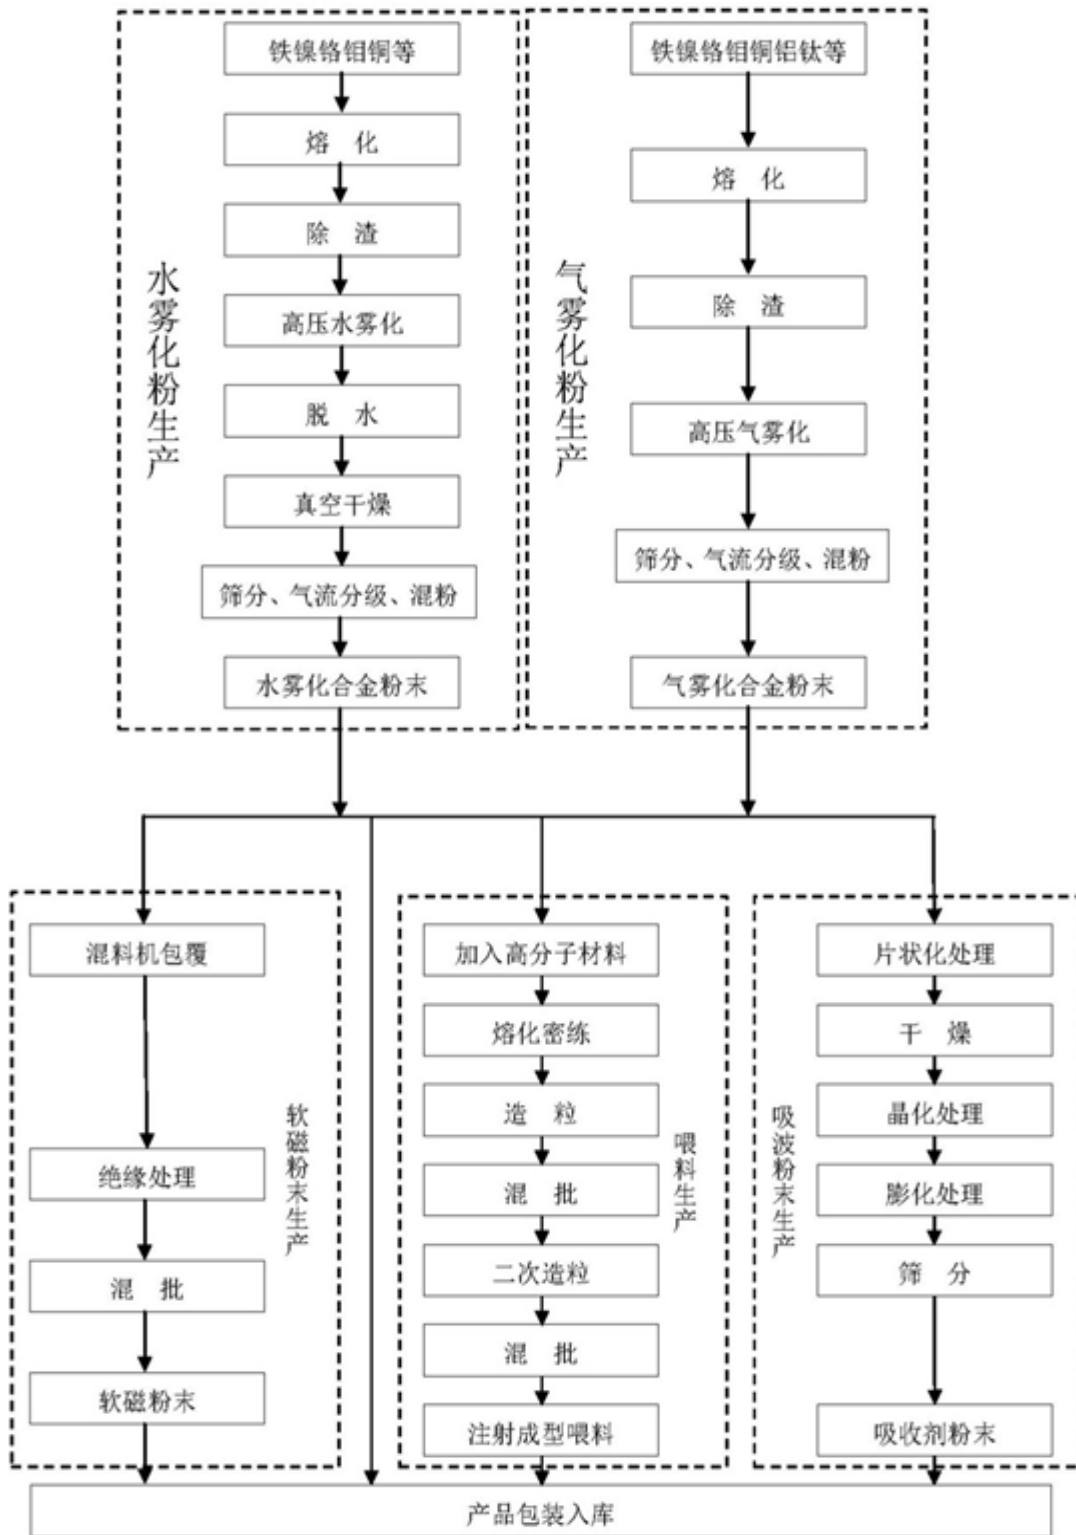 铁镍铬钼铜等
熔 化
除 渣
高压水雾化
脱 水
真空干燥
筛分、气流分级、混粉
水雾化合金粉末
水雾化粉生产
铁镍铬钼铜铝钛等
熔 化
除 渣
高压气雾化
筛分、气流分级、混粉
气雾化合金粉末
气雾化粉生产
混料机包覆
绝缘处理
混 批
软磁粉末
软磁粉末生产
加入高分子材料
熔化密练
造 粒
混 批
二次造粒
混 批
注射成型喂料
喂料生产
片状化处理
干 燥
晶化处理
膨化处理
筛 分
吸收剂粉末
吸波粉末生产
产品包装入库